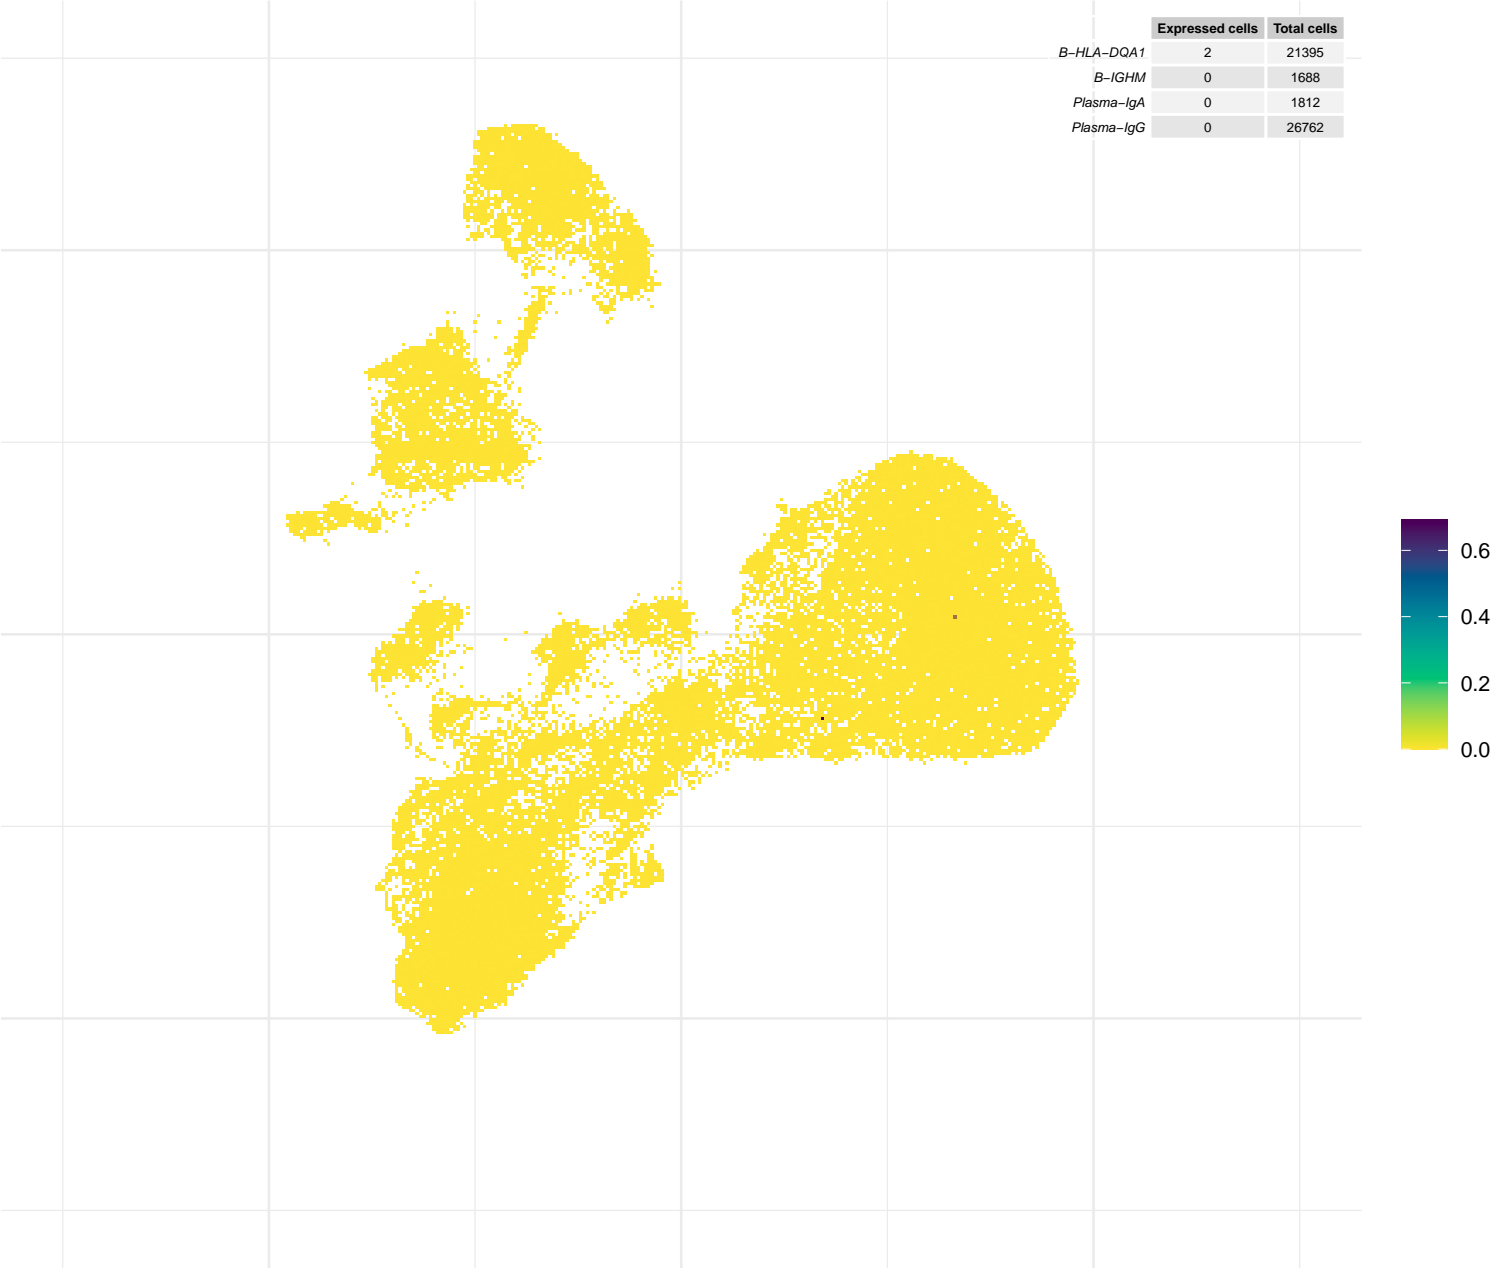 Expressed cells Total cells
B−HLA−DQA1 2 21395
B−IGHM 0 1688
Plasma−IgA 0 1812
Plasma−IgG 0 26762
0.6
0.4
0.2
0.0